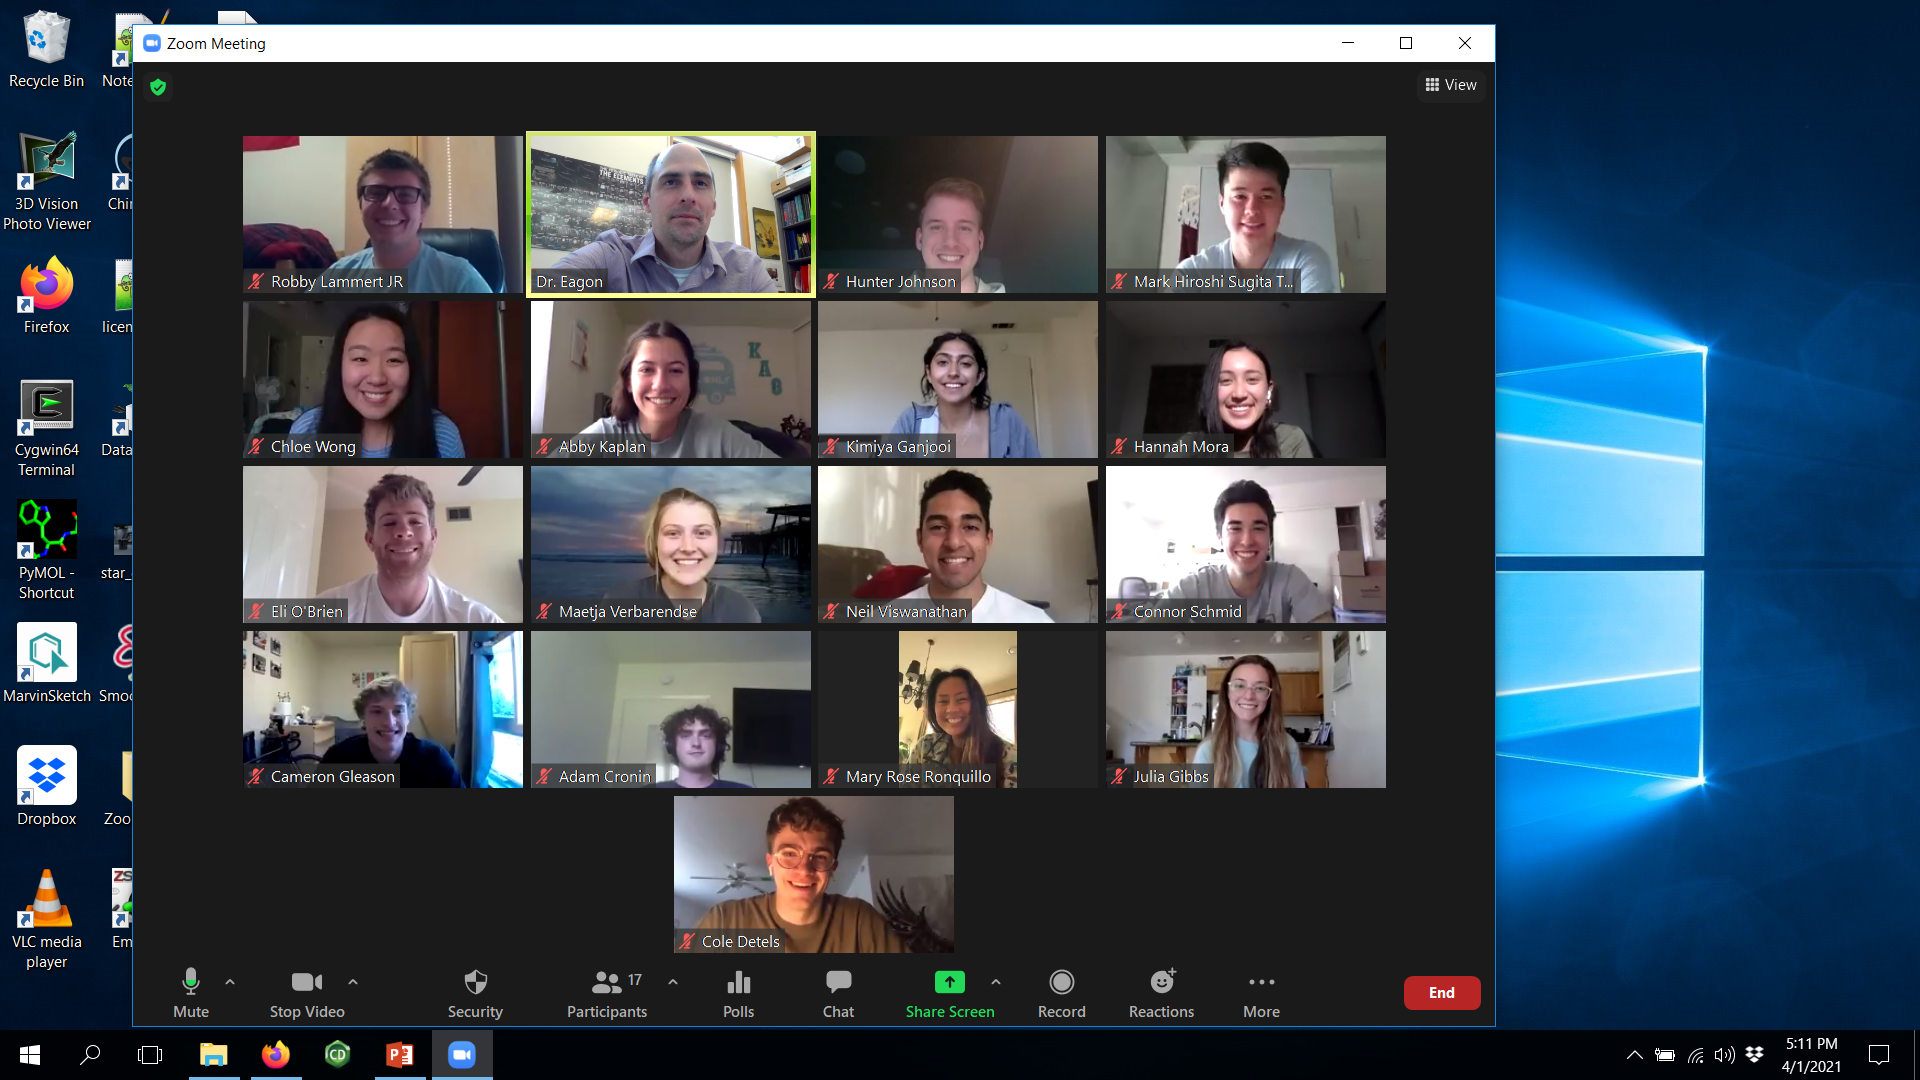 Recycle Bin
Note
3D Vision
Photo Viewer
Firefox
licen
Cygwin64
Terminal
Data
PyMOL -
Shortcut
star_
MarvinSketch
Smoo
Dropbox
Zoo
VLC media
player
Em
Zoom Meeting
View
THE ELEMENTS
Robby Lammert JR
Dr. Eagon
Hunter Johnson
Mark Hiroshi Sugita T...
KAO
Chloe Wong
Abby Kaplan
Kimiya Ganjooi
Hannah Mora
Eli O'Brien
Maetja Verbarendse
Neil Viswanathan
Connor Schmid
Cameron Gleason
Adam Cronin
Mary Rose Ronquillo
Julia Gibbs
Cole Detels
Mute
Stop Video
Security
17
Participants
Polls
Chat
Share Screen
Record
Reactions
More
End
5:11 PM
4/1/2021